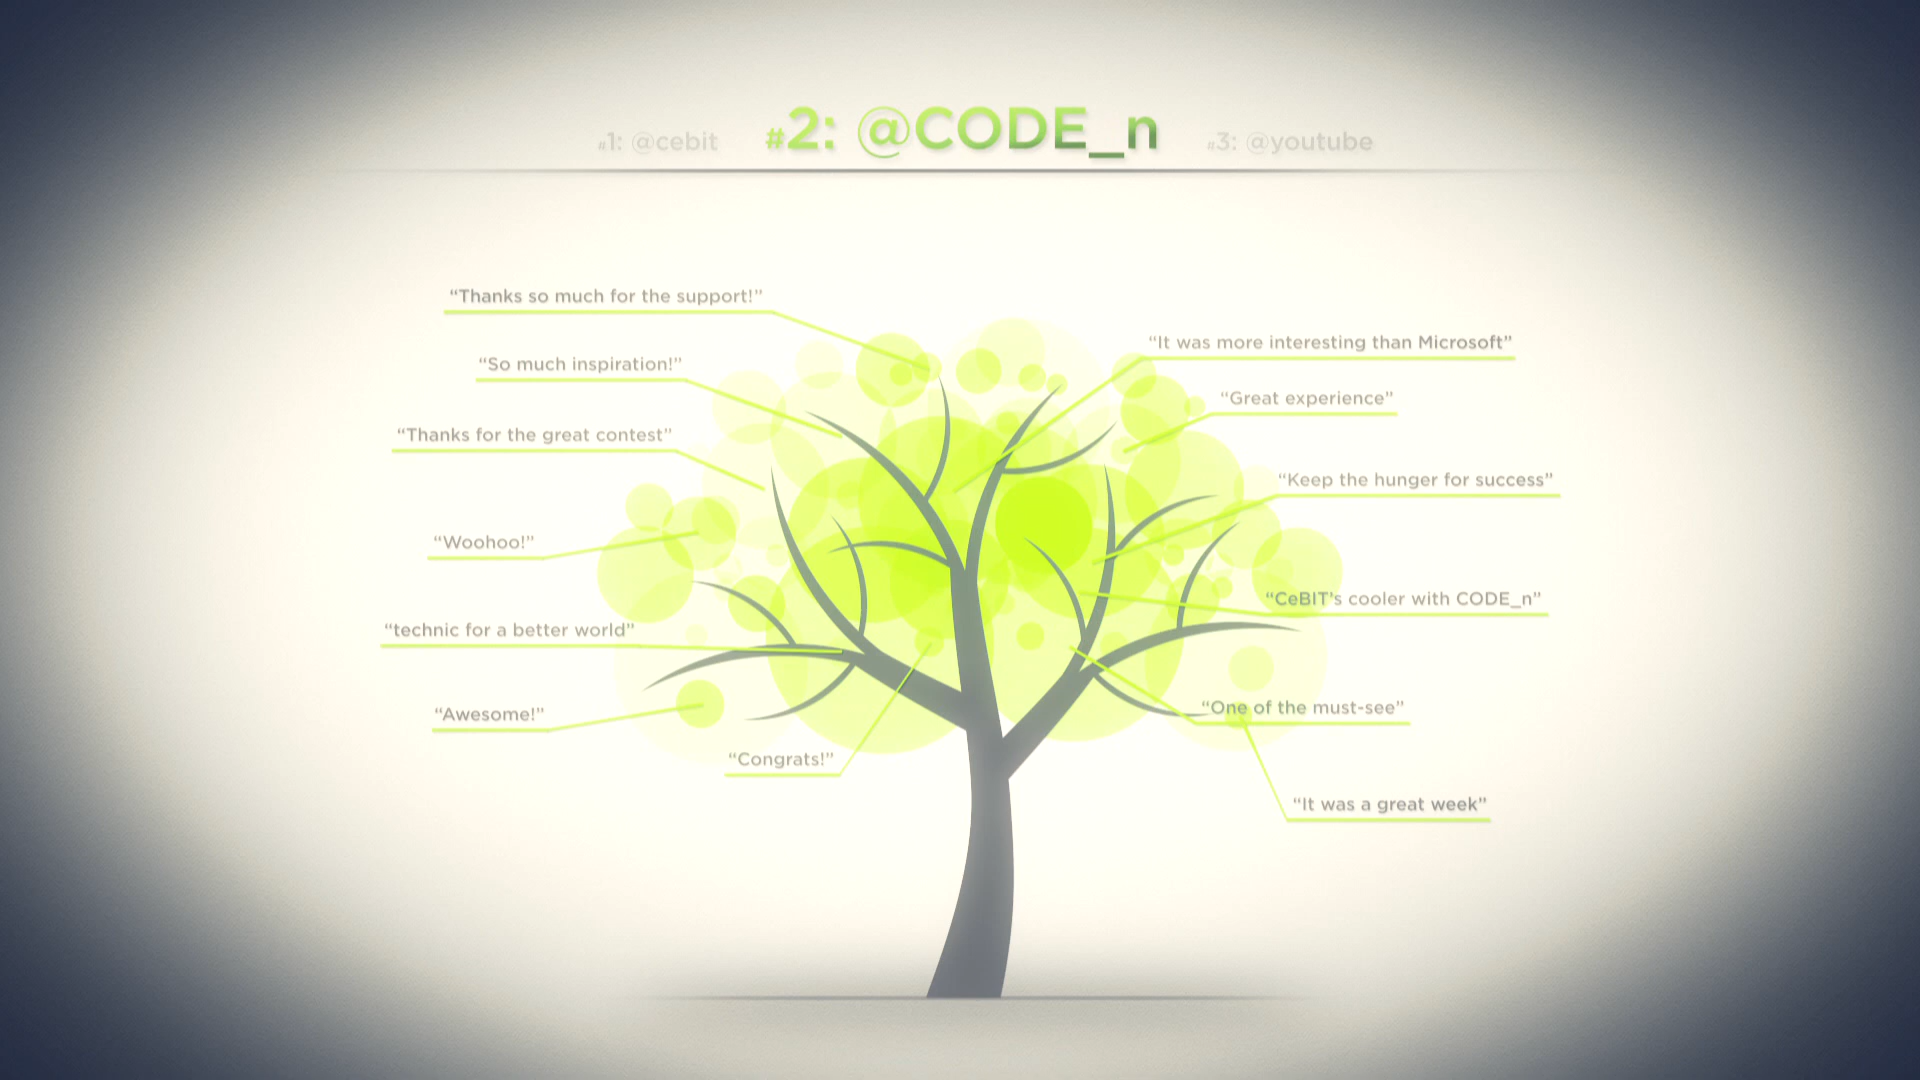 #1: @cebit
#2: @CODE_n
#3: @youtube
“Thanks so much for the support!”
“So much inspiration!”
“Thanks for the great contest”
“Woohoo!”
“technic for a better world”
“Awesome!”
“Congrats!”
“It was more interesting than Microsoft”
“Great experience”
“Keep the hunger for success”
“CeBIT’s cooler with CODE_n”
“One of the must-see”
“It was a great week”